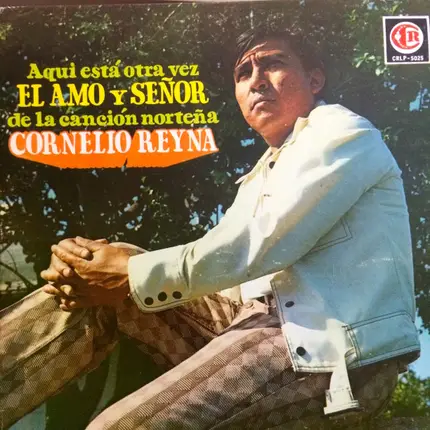 Aqui está otra vez
EL AMO Y SEÑOR
de la canción norteña
CORNELIO REYNA
CR
CRLP-5025